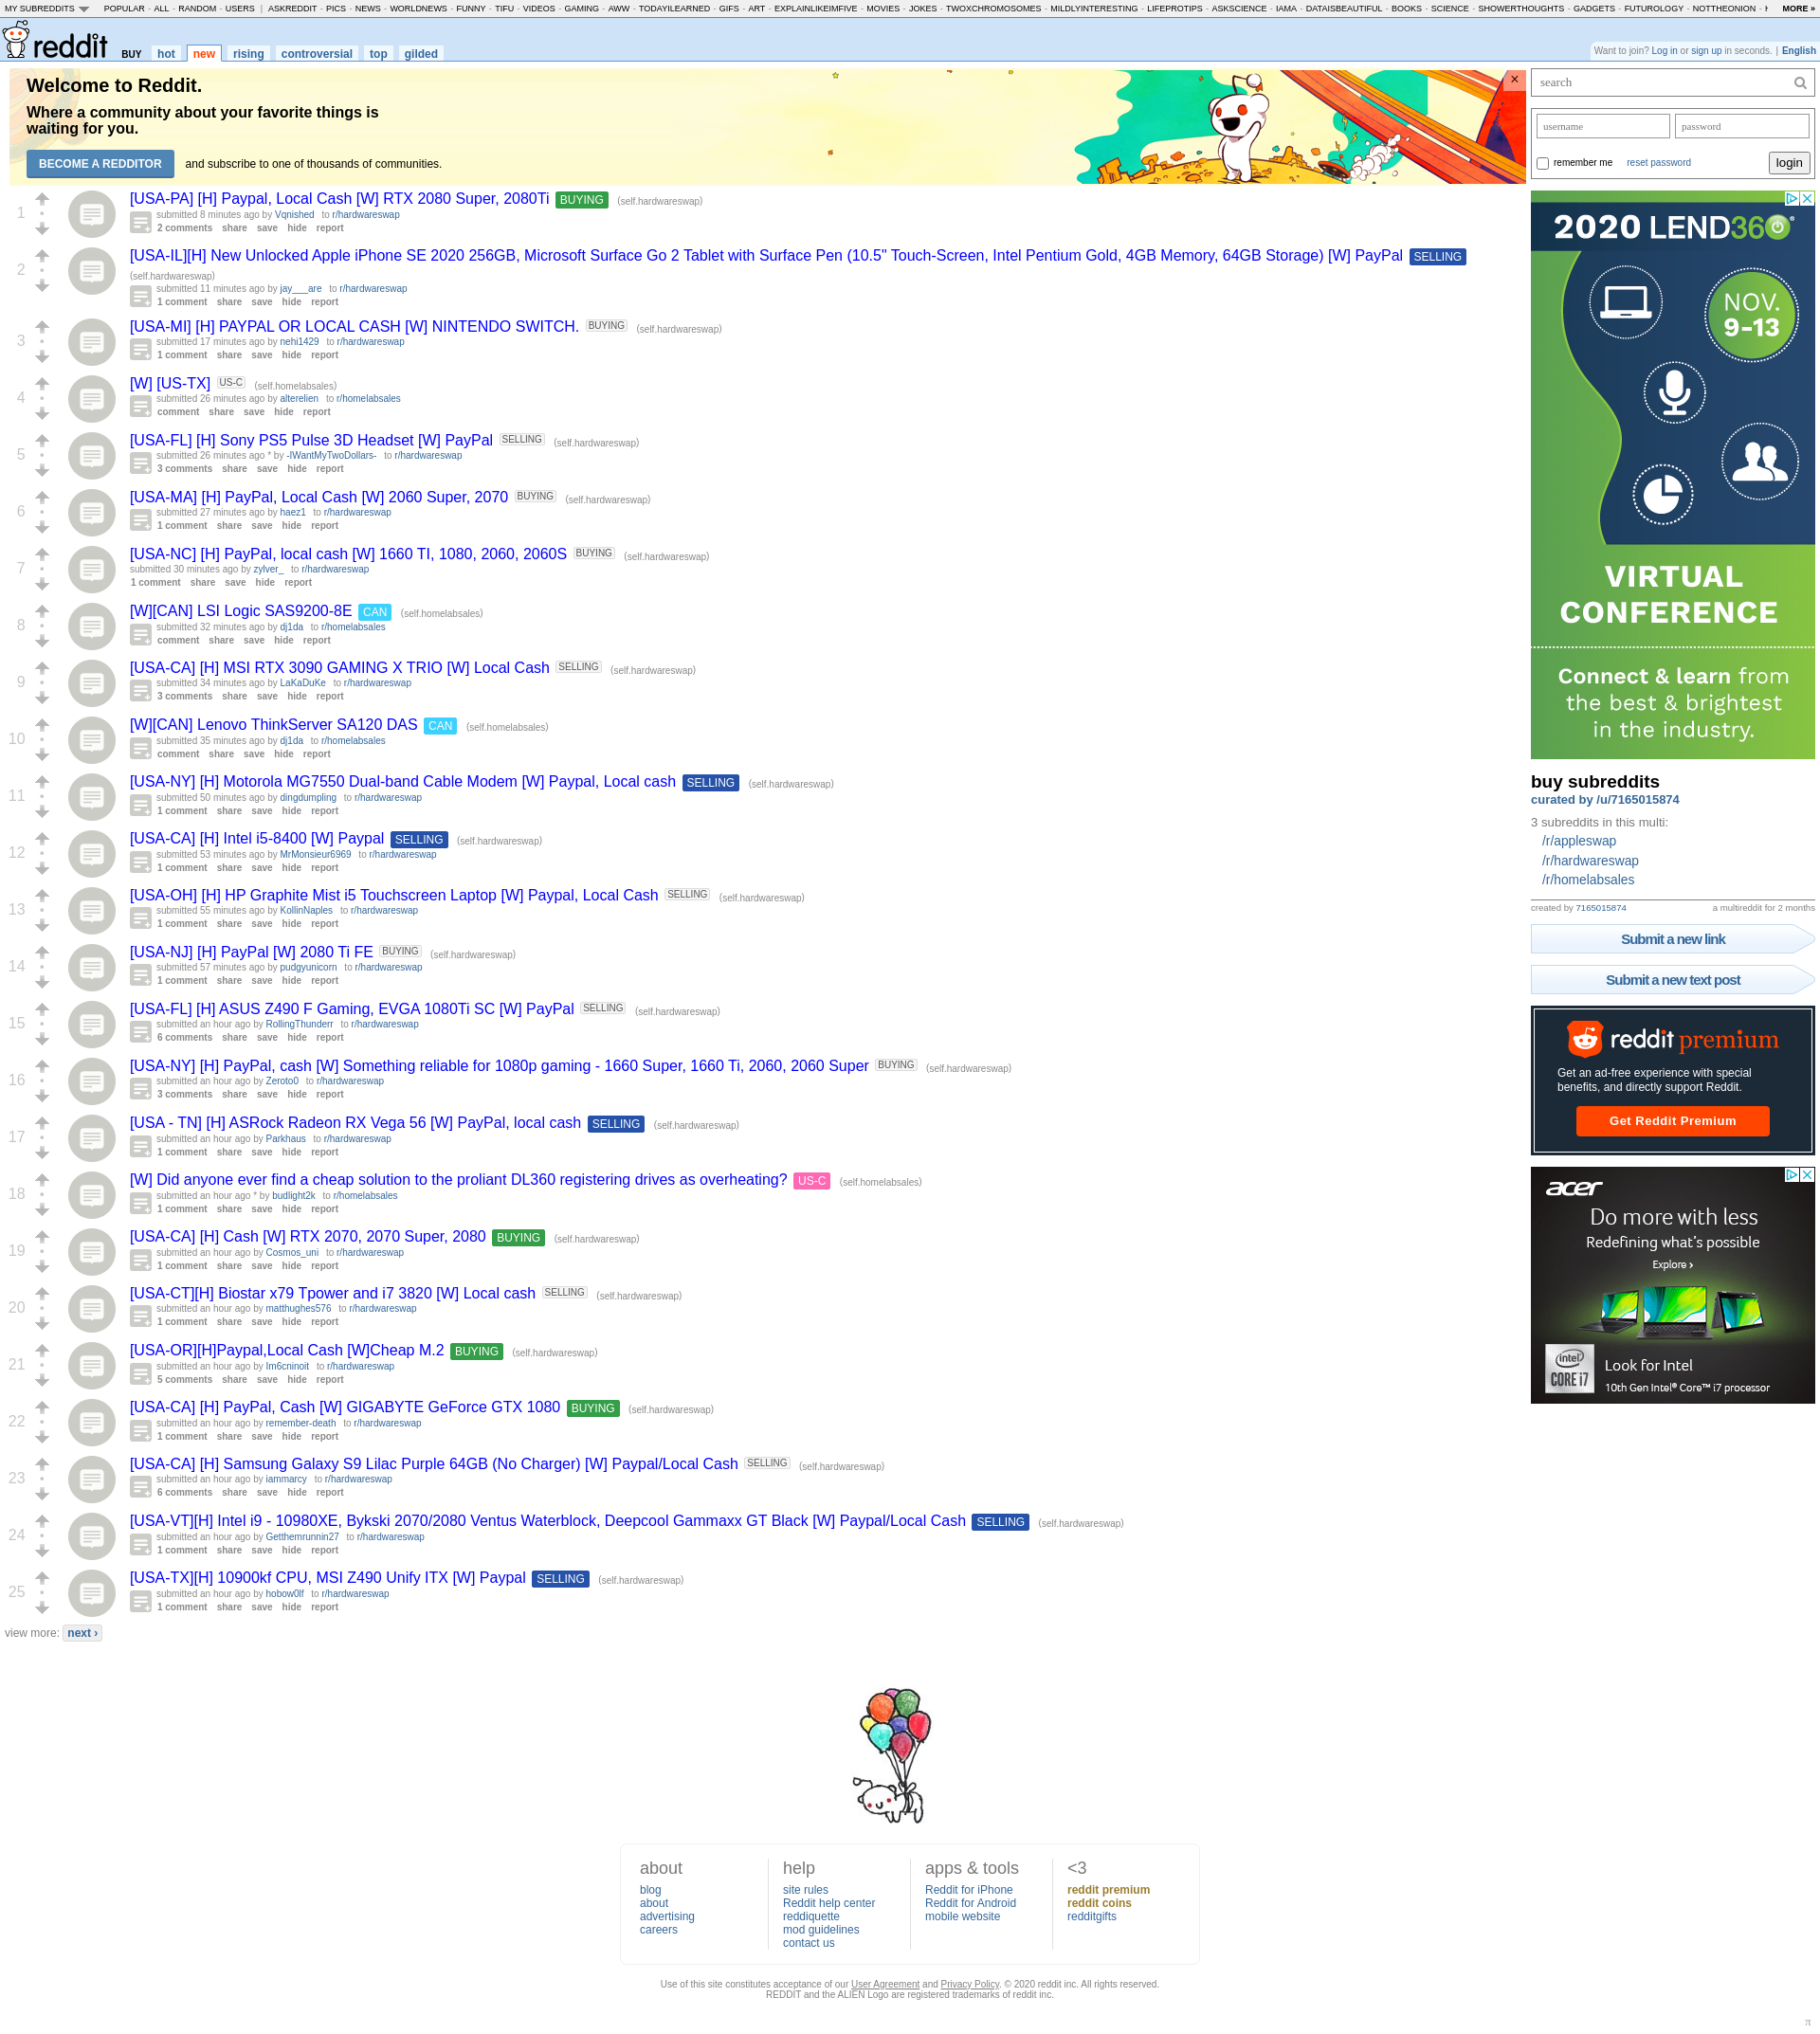 MY SUBREDDITS POPULAR - ALL - RANDOM - USERS | ASKREDDIT - PICS - NEWS - WORLDNEWS - FUNNY - TIFU - VIDEOS - GAMING - AWW - TODAYILEARNED - GIFS - ART - EXPLAINLIKEIMFIVE - MOVIES - JOKES - TWOXCHROMOSOMES - MILDLYINTERESTING - LIFEPROTIPS - ASKSCIENCE - IAMA - DATAISBEAUTIFUL - BOOKS - SCIENCE - SHOWERTHOUGHTS - GADGETS - FUTUROLOGY - NOTTHEONION - MORE »
reddit BUY hot new rising controversial top gilded
Want to join? Log in or sign up in seconds. | English
Welcome to Reddit.
Where a community about your favorite things is
waiting for you.
BECOME A REDDITOR and subscribe to one of thousands of communities.
1
[USA-PA] [H] Paypal, Local Cash [W] RTX 2080 Super, 2080Ti BUYING (self.hardwareswap)
submitted 8 minutes ago by Vqnished to r/hardwareswap
2 comments share save hide report
2
[USA-IL][H] New Unlocked Apple iPhone SE 2020 256GB, Microsoft Surface Go 2 Tablet with Surface Pen (10.5" Touch-Screen, Intel Pentium Gold, 4GB Memory, 64GB Storage) [W] PayPal SELLING
(self.hardwareswap)
submitted 11 minutes ago by jay___are to r/hardwareswap
1 comment share save hide report
3
[USA-MI] [H] PAYPAL OR LOCAL CASH [W] NINTENDO SWITCH. BUYING (self.hardwareswap)
submitted 17 minutes ago by nehi1429 to r/hardwareswap
1 comment share save hide report
4
[W] [US-TX] US-C (self.homelabsales)
submitted 26 minutes ago by alterelien to r/homelabsales
comment share save hide report
5
[USA-FL] [H] Sony PS5 Pulse 3D Headset [W] PayPal SELLING (self.hardwareswap)
submitted 26 minutes ago * by -IWantMyTwoDollars- to r/hardwareswap
3 comments share save hide report
6
[USA-MA] [H] PayPal, Local Cash [W] 2060 Super, 2070 BUYING (self.hardwareswap)
submitted 27 minutes ago by haez1 to r/hardwareswap
1 comment share save hide report
7
[USA-NC] [H] PayPal, local cash [W] 1660 TI, 1080, 2060, 2060S BUYING (self.hardwareswap)
submitted 30 minutes ago by zylver_ to r/hardwareswap
1 comment share save hide report
8
[W][CAN] LSI Logic SAS9200-8E CAN (self.homelabsales)
submitted 32 minutes ago by dj1da to r/homelabsales
comment share save hide report
9
[USA-CA] [H] MSI RTX 3090 GAMING X TRIO [W] Local Cash SELLING (self.hardwareswap)
submitted 34 minutes ago by LaKaDuKe to r/hardwareswap
3 comments share save hide report
10
[W][CAN] Lenovo ThinkServer SA120 DAS CAN (self.homelabsales)
submitted 35 minutes ago by dj1da to r/homelabsales
comment share save hide report
11
[USA-NY] [H] Motorola MG7550 Dual-band Cable Modem [W] Paypal, Local cash SELLING (self.hardwareswap)
submitted 50 minutes ago by dingdumpling to r/hardwareswap
1 comment share save hide report
12
[USA-CA] [H] Intel i5-8400 [W] Paypal SELLING (self.hardwareswap)
submitted 53 minutes ago by MrMonsieur6969 to r/hardwareswap
1 comment share save hide report
13
[USA-OH] [H] HP Graphite Mist i5 Touchscreen Laptop [W] Paypal, Local Cash SELLING (self.hardwareswap)
submitted 55 minutes ago by KollinNaples to r/hardwareswap
1 comment share save hide report
14
[USA-NJ] [H] PayPal [W] 2080 Ti FE BUYING (self.hardwareswap)
submitted 57 minutes ago by pudgyunicorn to r/hardwareswap
1 comment share save hide report
15
[USA-FL] [H] ASUS Z490 F Gaming, EVGA 1080Ti SC [W] PayPal SELLING (self.hardwareswap)
submitted an hour ago by RollingThunderr to r/hardwareswap
6 comments share save hide report
16
[USA-NY] [H] PayPal, cash [W] Something reliable for 1080p gaming - 1660 Super, 1660 Ti, 2060, 2060 Super BUYING (self.hardwareswap)
submitted an hour ago by Zeroto0 to r/hardwareswap
3 comments share save hide report
17
[USA - TN] [H] ASRock Radeon RX Vega 56 [W] PayPal, local cash SELLING (self.hardwareswap)
submitted an hour ago by Parkhaus to r/hardwareswap
1 comment share save hide report
18
[W] Did anyone ever find a cheap solution to the proliant DL360 registering drives as overheating? US-C (self.homelabsales)
submitted an hour ago * by budlight2k to r/homelabsales
1 comment share save hide report
19
[USA-CA] [H] Cash [W] RTX 2070, 2070 Super, 2080 BUYING (self.hardwareswap)
submitted an hour ago by Cosmos_uni to r/hardwareswap
1 comment share save hide report
20
[USA-CT][H] Biostar x79 Tpower and i7 3820 [W] Local cash SELLING (self.hardwareswap)
submitted an hour ago by matthughes576 to r/hardwareswap
1 comment share save hide report
21
[USA-OR][H]Paypal,Local Cash [W]Cheap M.2 BUYING (self.hardwareswap)
submitted an hour ago by Im6cninoit to r/hardwareswap
5 comments share save hide report
22
[USA-CA] [H] PayPal, Cash [W] GIGABYTE GeForce GTX 1080 BUYING (self.hardwareswap)
submitted an hour ago by remember-death to r/hardwareswap
1 comment share save hide report
23
[USA-CA] [H] Samsung Galaxy S9 Lilac Purple 64GB (No Charger) [W] Paypal/Local Cash SELLING (self.hardwareswap)
submitted an hour ago by iammarcy to r/hardwareswap
6 comments share save hide report
24
[USA-VT][H] Intel i9 - 10980XE, Bykski 2070/2080 Ventus Waterblock, Deepcool Gammaxx GT Black [W] Paypal/Local Cash SELLING (self.hardwareswap)
submitted an hour ago by Getthemrunnin27 to r/hardwareswap
1 comment share save hide report
25
[USA-TX][H] 10900kf CPU, MSI Z490 Unify ITX [W] Paypal SELLING (self.hardwareswap)
submitted an hour ago by hobow0lf to r/hardwareswap
1 comment share save hide report
view more: next ›
search
username password
remember me reset password login
2020 LEND360®
NOV.
9-13
VIRTUAL
CONFERENCE
Connect & learn from
the best & brightest
in the industry.
buy subreddits
curated by /u/7165015874
3 subreddits in this multi:
/r/appleswap
/r/hardwareswap
/r/homelabsales
created by 7165015874 a multireddit for 2 months
Submit a new link
Submit a new text post
reddit premium
Get an ad-free experience with special
benefits, and directly support Reddit.
Get Reddit Premium
acer
Do more with less
Redefining what's possible
Explore ›
intel
CORE i7
Look for Intel
10th Gen Intel® Core™ i7 processor
about
blog
about
advertising
careers
help
site rules
Reddit help center
reddiquette
mod guidelines
contact us
apps & tools
Reddit for iPhone
Reddit for Android
mobile website
<3
reddit premium
reddit coins
redditgifts
Use of this site constitutes acceptance of our User Agreement and Privacy Policy. © 2020 reddit inc. All rights reserved.
REDDIT and the ALIEN Logo are registered trademarks of reddit inc.
π